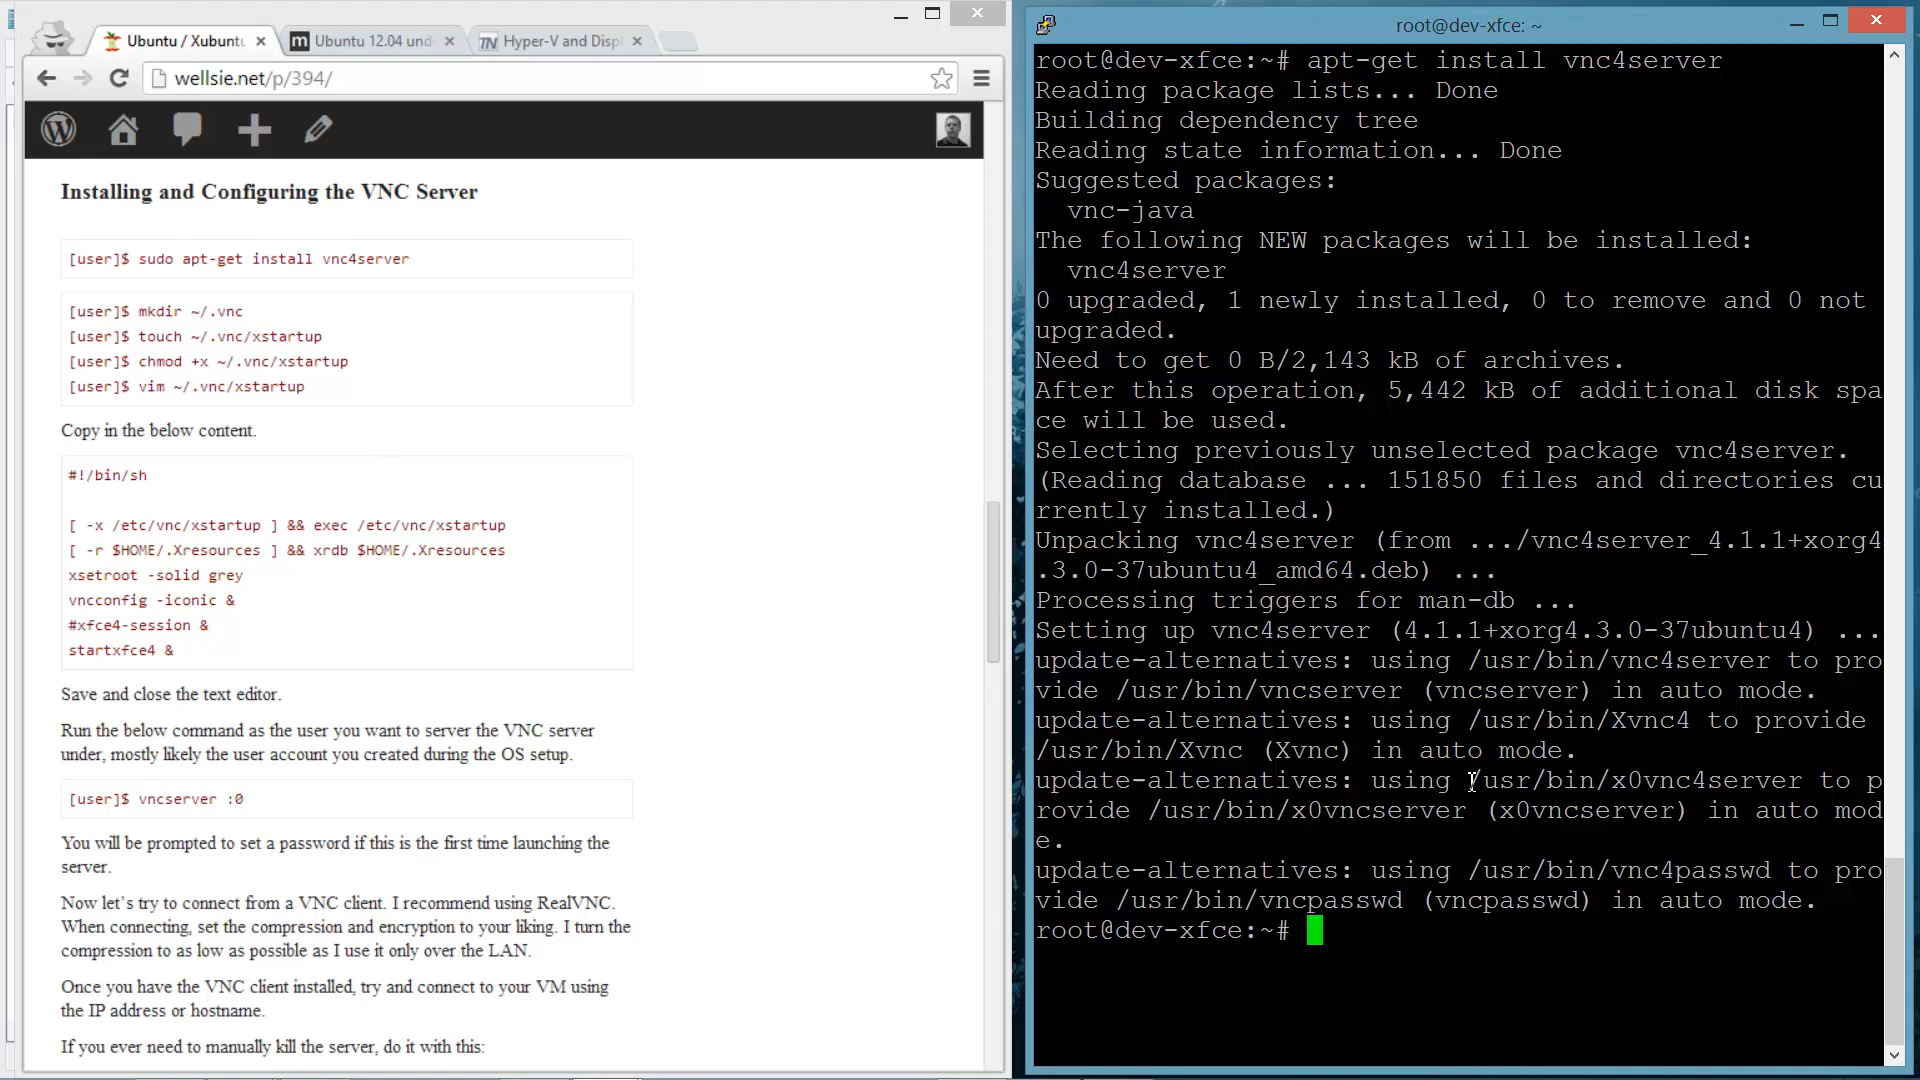 Ubuntu / Xubuntu
Ubuntu 12.04 und
Hyper-V and Disp
wellsie.net/p/394/
Installing and Configuring the VNC Server
[user]$ sudo apt-get install vnc4server
[user]$ mkdir ~/.vnc
[user]$ touch ~/.vnc/xstartup
[user]$ chmod +x ~/.vnc/xstartup
[user]$ vim ~/.vnc/xstartup
Copy in the below content.
#!/bin/sh
[ -x /etc/vnc/xstartup ] && exec /etc/vnc/xstartup
[ -r $HOME/.Xresources ] && xrdb $HOME/.Xresources
xsetroot -solid grey
vncconfig -iconic &
#xfce4-session &
startxfce4 &
Save and close the text editor.
Run the below command as the user you want to server the VNC server
under, mostly likely the user account you created during the OS setup.
[user]$ vncserver :0
You will be prompted to set a password if this is the first time launching the
server.
Now let's try to connect from a VNC client. I recommend using RealVNC.
When connecting, set the compression and encryption to your liking. I turn the
compression to as low as possible as I use it only over the LAN.
Once you have the VNC client installed, try and connect to your VM using
the IP address or hostname.
If you ever need to manually kill the server, do it with this:
root@dev-xfce: ~
root@dev-xfce:~# apt-get install vnc4server
Reading package lists... Done
Building dependency tree
Reading state information... Done
Suggested packages:
vnc-java
The following NEW packages will be installed:
vnc4server
0 upgraded, 1 newly installed, 0 to remove and 0 not
upgraded.
Need to get 0 B/2,143 kB of archives.
After this operation, 5,442 kB of additional disk spa
ce will be used.
Selecting previously unselected package vnc4server.
(Reading database ... 151850 files and directories cu
rrently installed.)
Unpacking vnc4server (from .../vnc4server_4.1.1+xorg4
.3.0-37ubuntu4_amd64.deb) ...
Processing triggers for man-db ...
Setting up vnc4server (4.1.1+xorg4.3.0-37ubuntu4) ...
update-alternatives: using /usr/bin/vnc4server to pro
vide /usr/bin/vncserver (vncserver) in auto mode.
update-alternatives: using /usr/bin/Xvnc4 to provide
/usr/bin/Xvnc (Xvnc) in auto mode.
update-alternatives: using /usr/bin/x0vnc4server to p
rovide /usr/bin/x0vncserver (x0vncserver) in auto mod
e.
update-alternatives: using /usr/bin/vnc4passwd to pro
vide /usr/bin/vncpasswd (vncpasswd) in auto mode.
root@dev-xfce:~#